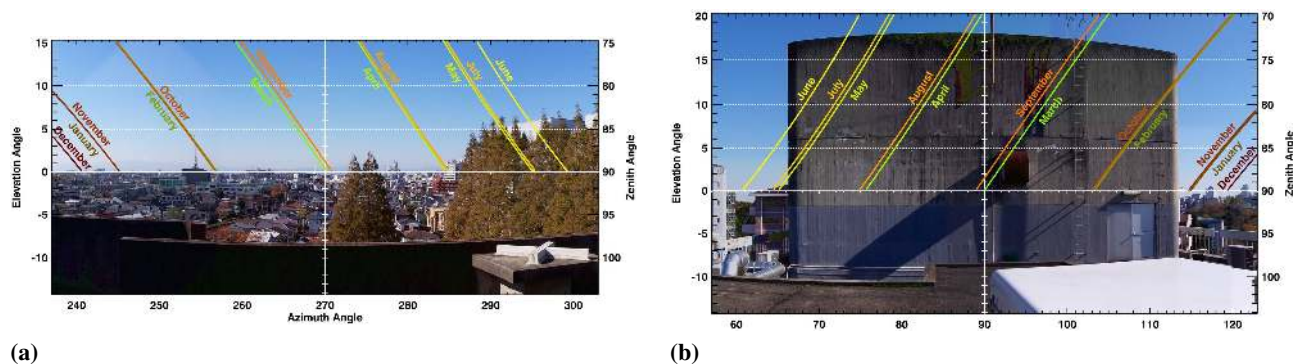 15
10
5
0
-5
-10
Elevation Angle
75
80
85
90
95
100
Zenith Angle
240
250
260
270
280
290
300
Azimuth Angle
November
January
December
October
February
March
August
April
July
May
June
(a)
20
15
10
5
0
-5
-10
Elevation Angle
70
75
80
85
90
95
100
Zenith Angle
60
70
80
90
100
110
120
June
July
May
August
April
September
March
October
February
November
January
December
(b)